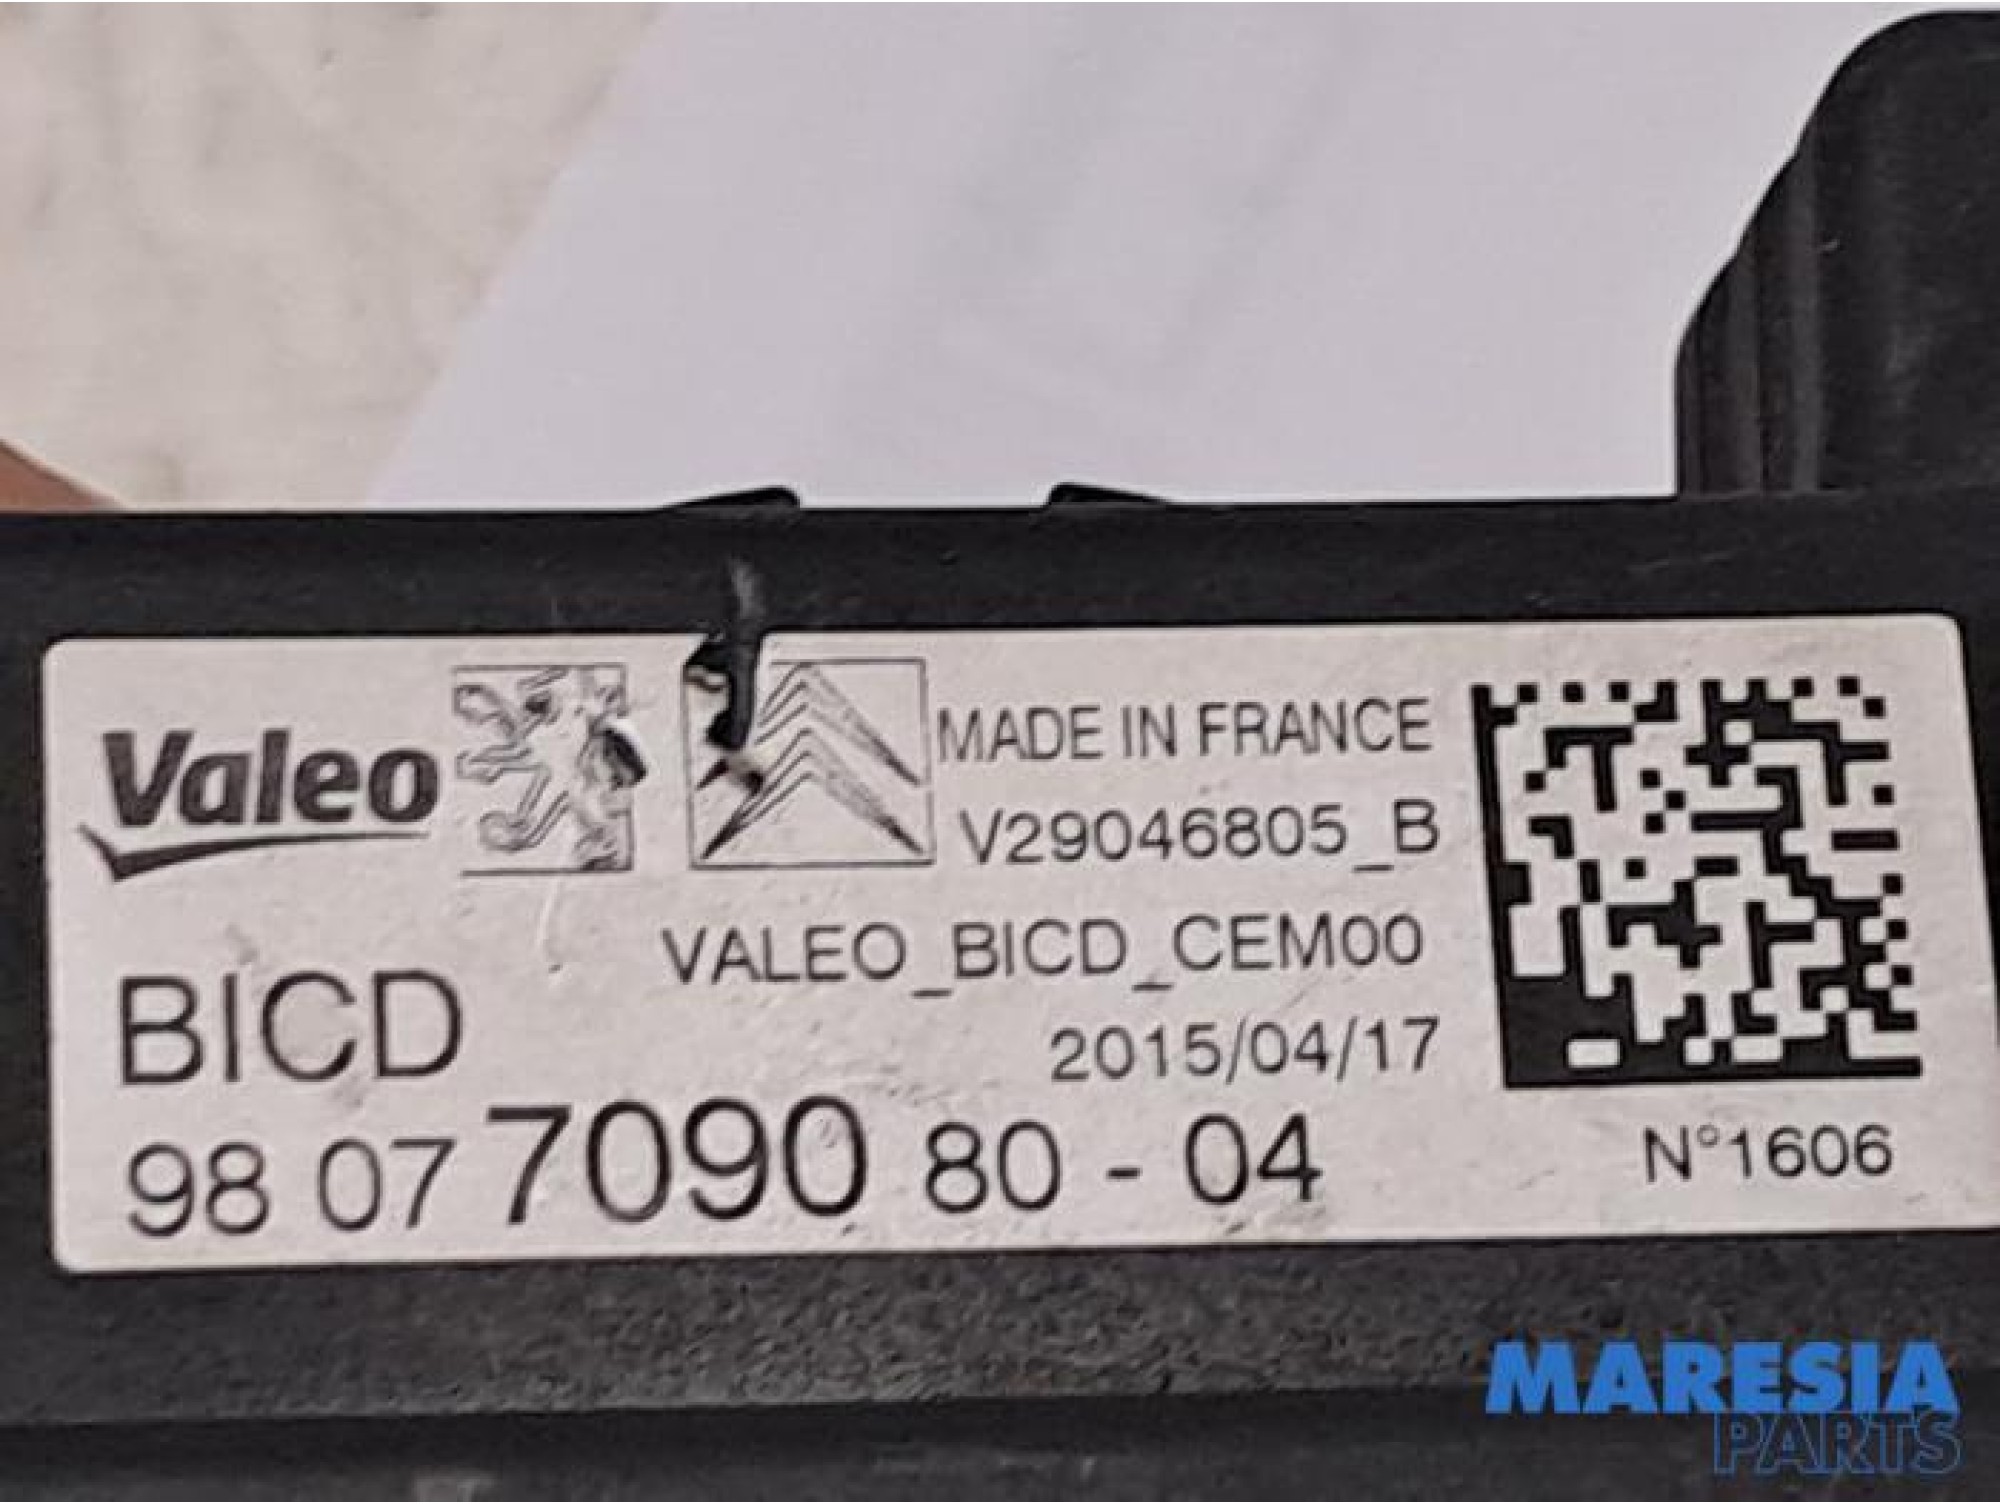 Valeo
MADE IN FRANCE
V29046805_B
VALEO_BICD_CEM00
BICD
2015/04/17
98 07 7090 80 - 04
N°1606
MARESIA
PARTS